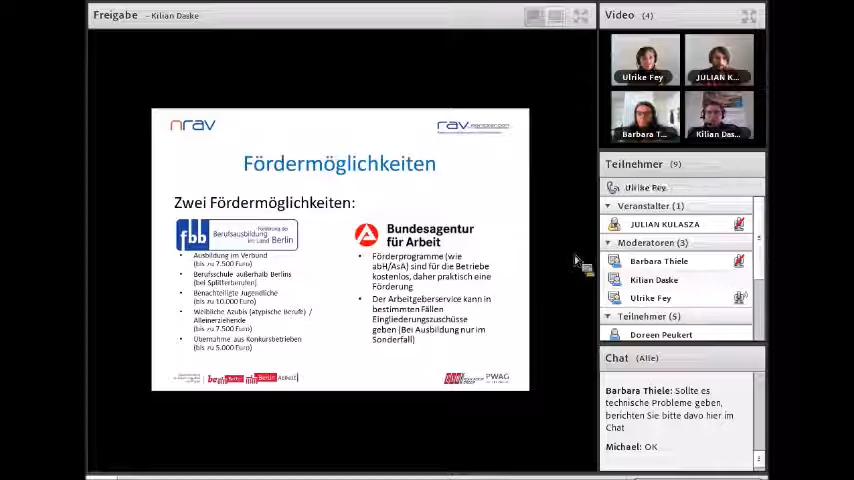 Freigabe - Kilian Daske
nrav
rav
Fördermöglichkeiten
Zwei Fördermöglichkeiten:
fbb Förderung der
Berufsausbildung
im Land Berlin
• Ausbildung im Verbund
(bis zu 7.500 Euro)
• Berufsschule außerhalb Berlins
(bei Splitterberufen)
• Benachteiligte Jugendliche
(bis zu 10.000 Euro)
• Weibliche Azubis (atypische Berufe) /
Alleinerziehende
(bis zu 7.500 Euro)
• Übernahme aus Konkursbetrieben
(bis zu 5.000 Euro)
Bundesagentur
für Arbeit
• Förderprogramme (wie
abH/AsA) sind für die Betriebe
kostenlos, daher praktisch eine
Förderung
• Der Arbeitgeberservice kann in
bestimmten Fällen
Eingliederungszuschüsse
geben (Bei Ausbildung nur im
Sonderfall)
be Berlin
Berlin
PWAG
Video (4)
Ulrike Fey
JULIAN K...
Barbara T...
Kilian Das...
Teilnehmer (9)
Ulrike Fey
Veranstalter (1)
JULIAN KULASZA
Moderatoren (3)
Barbara Thiele
Kilian Daske
Ulrike Fey
Teilnehmer (5)
Doreen Peukert
Chat (Alle)
Barbara Thiele: Sollte es
technische Probleme geben,
berichten Sie bitte davo hier im
Chat
Michael: OK